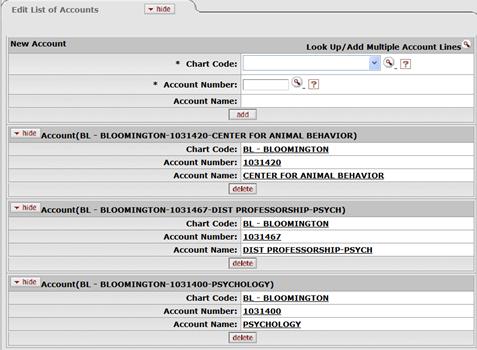 Edit List of Accounts hide
New Account Look Up/Add Multiple Account Lines
* Chart Code: ?
* Account Number: ?
Account Name:
add
hide Account(BL - BLOOMINGTON-1031420-CENTER FOR ANIMAL BEHAVIOR)
Chart Code: BL - BLOOMINGTON
Account Number: 1031420
Account Name: CENTER FOR ANIMAL BEHAVIOR
delete
hide Account(BL - BLOOMINGTON-1031467-DIST PROFESSORSHIP-PSYCH)
Chart Code: BL - BLOOMINGTON
Account Number: 1031467
Account Name: DIST PROFESSORSHIP-PSYCH
delete
hide Account(BL - BLOOMINGTON-1031400-PSYCHOLOGY)
Chart Code: BL - BLOOMINGTON
Account Number: 1031400
Account Name: PSYCHOLOGY
delete